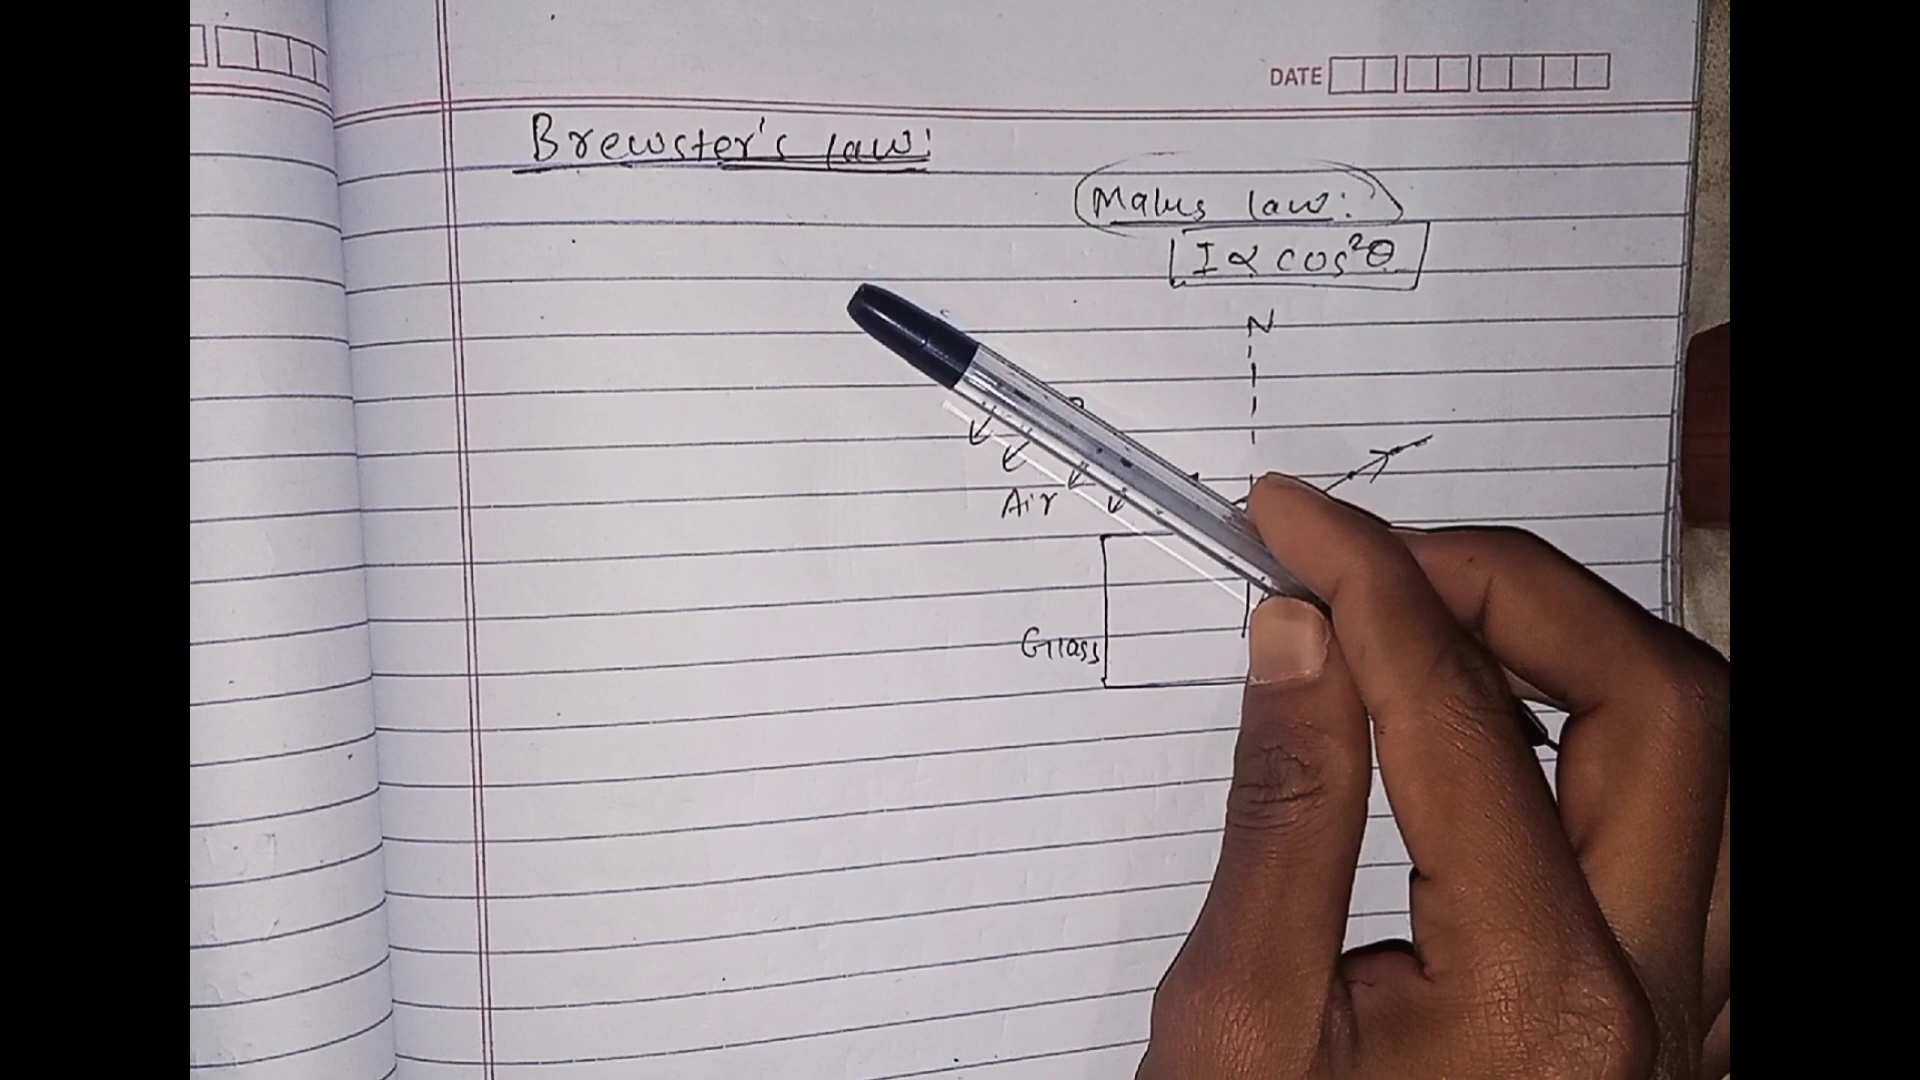 DATE
Brewster's law:
Malus law:
I ∝ cos²θ
N
Air
Glass